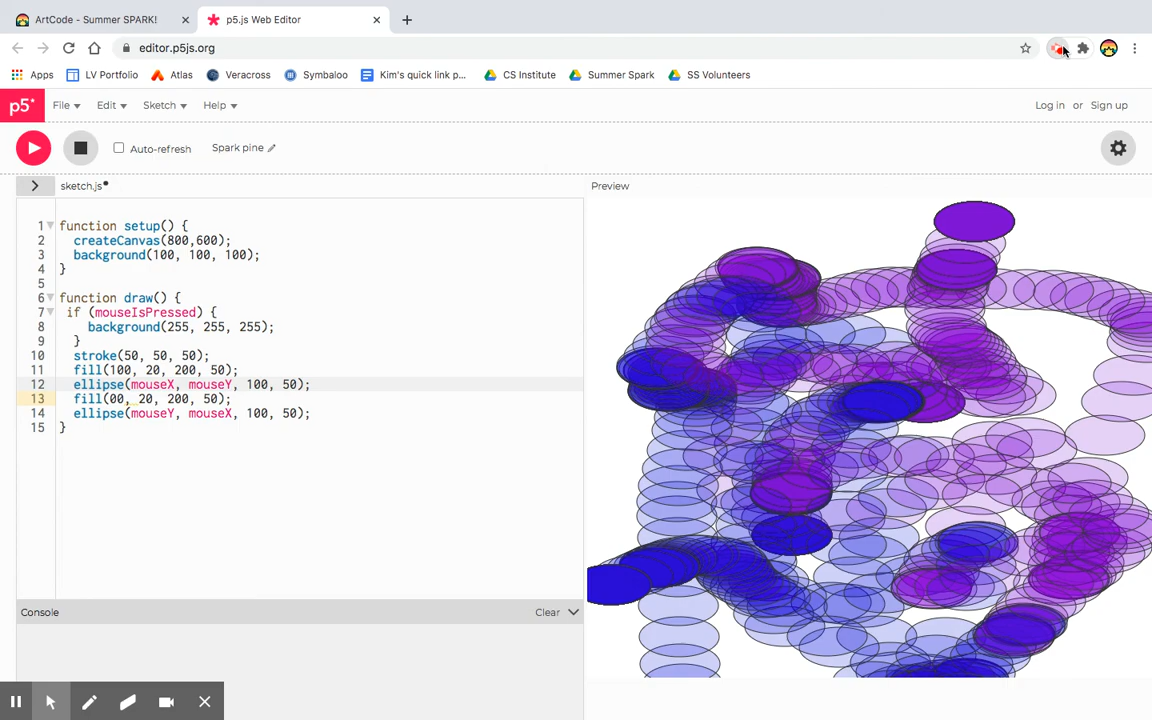 ArtCode - Summer SPARK!
p5.js Web Editor
editor.p5js.org
Apps LV Portfolio Atlas Veracross Symbaloo Kim's quick link p... CS Institute Summer Spark SS Volunteers
p5* File Edit Sketch Help Log in or Sign up
Auto-refresh Spark pine
sketch.js Preview
1 function setup() {
2 createCanvas(800,600);
3 background(100, 100, 100);
4 }
5
6 function draw() {
7 if (mouseIsPressed) {
8 background(255, 255, 255);
9 }
10 stroke(50, 50, 50);
11 fill(100, 20, 200, 50);
12 ellipse(mouseX, mouseY, 100, 50);
13 fill(00, 20, 200, 50);
14 ellipse(mouseY, mouseX, 100, 50);
15 }
Console Clear